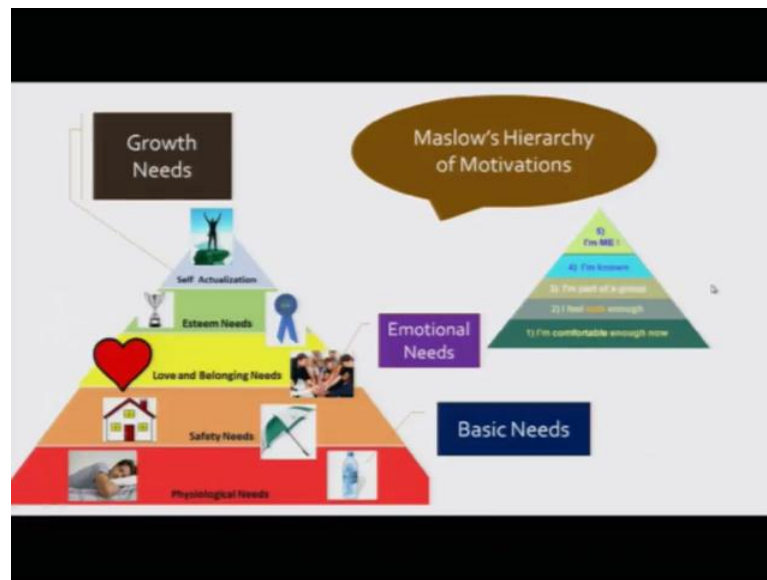 Growth
Needs
Maslow's Hierarchy
of Motivations
Self Actualization
Esteem Needs
Love and Belonging Needs
Safety Needs
Physiological Needs
Emotional
Needs
Basic Needs
5)
I'm ME !
4) I'm known
3) I'm part of a group
2) I feel safe enough
1) I'm comfortable enough now